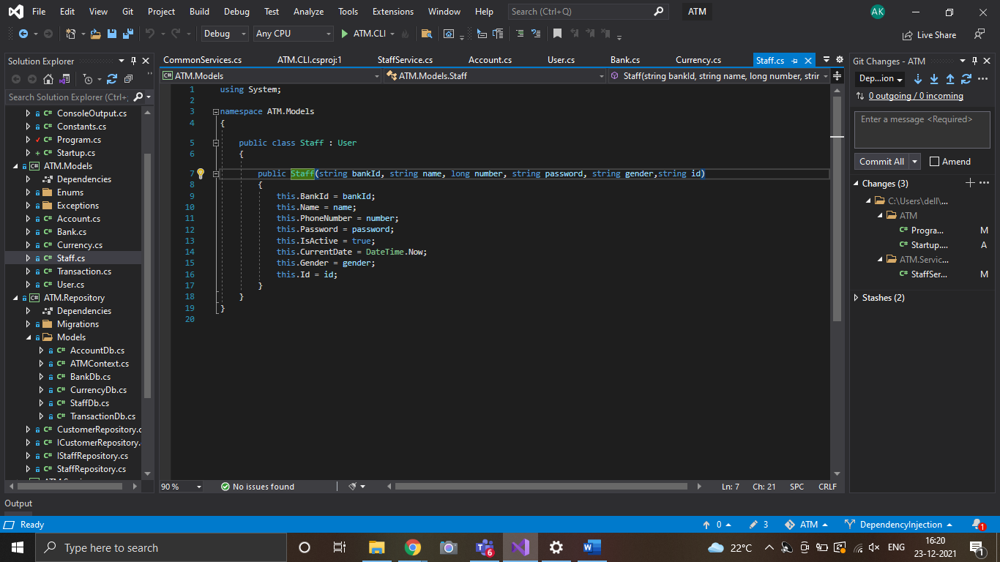 File Edit View Git Project Build Debug Test Analyze Tools Extensions Window Help Search (Ctrl+Q) ATM AK
Debug Any CPU ATM.CLI Live Share
Solution Explorer
Search Solution Explorer (Ctrl+;
C# ConsoleOutput.cs
C# Constants.cs
C# Program.cs
C# Startup.cs
C# ATM.Models
Dependencies
Enums
Exceptions
C# Account.cs
C# Bank.cs
C# Currency.cs
C# Staff.cs
C# Transaction.cs
C# User.cs
C# ATM.Repository
Dependencies
Migrations
Models
C# AccountDb.cs
C# ATMContext.cs
C# BankDb.cs
C# CurrencyDb.cs
C# StaffDb.cs
C# TransactionDb.cs
C# CustomerRepository.c
C# ICustomerRepository.
C# IStaffRepository.cs
C# StaffRepository.cs
CommonServices.cs ATM.CLI.csproj:1 StaffService.cs Account.cs User.cs Bank.cs Currency.cs Staff.cs
C# ATM.Models ATM.Models.Staff Staff(string bankId, string name, long number, strin
1 using System;
2
3 namespace ATM.Models
4 {
5 public class Staff : User
6 {
7 public Staff(string bankId, string name, long number, string password, string gender,string id)
8 {
9 this.BankId = bankId;
10 this.Name = name;
11 this.PhoneNumber = number;
12 this.Password = password;
13 this.IsActive = true;
14 this.CurrentDate = DateTime.Now;
15 this.Gender = gender;
16 this.Id = id;
17 }
18 }
19 }
20
90 % No issues found Ln: 7 Ch: 21 SPC CRLF
Git Changes - ATM
Dep...ion
0 outgoing / 0 incoming
Enter a message <Required>
Commit All Amend
Changes (3)
C:\Users\dell\...
ATM
C# Progra... M
C# Startup.... A
ATM.Servic...
C# StaffSer... M
Stashes (2)
Output
Ready 0 3 ATM DependencyInjection 1
Type here to search 6 W 22°C ENG 16:20
23-12-2021 1